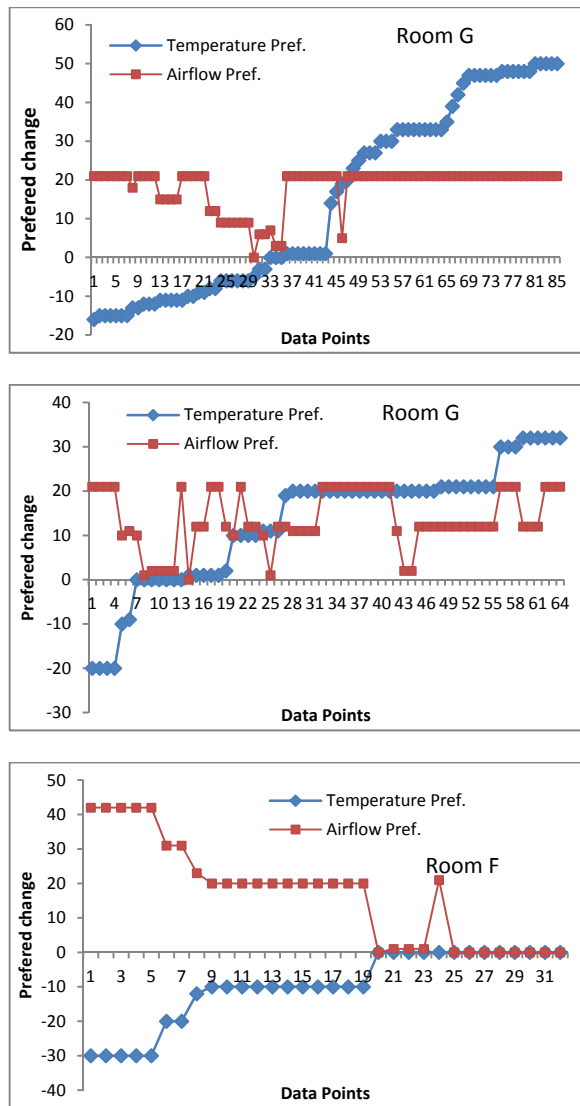 60
Room G
Temperature Pref.
50
Airflow Pref.
40
30
20
10
0
-10
-20
Prefered change
1 5 9 13 17 21 25 29 33 37 41 45 49 53 57 61 65 69 73 77 81 85
Data Points
40
Room G
Temperature Pref.
Airflow Pref.
30
20
10
0
-10
-20
-30
Prefered change
1 4 7 10 13 16 19 22 25 28 31 34 37 40 43 46 49 52 55 58 61 64
Data Points
50
Temperature Pref.
40
Airflow Pref.
30
Room F
20
10
0
-10
-20
-30
-40
Prefered change
1 3 5 7 9 11 13 15 17 19 21 23 25 27 29 31
Data Points